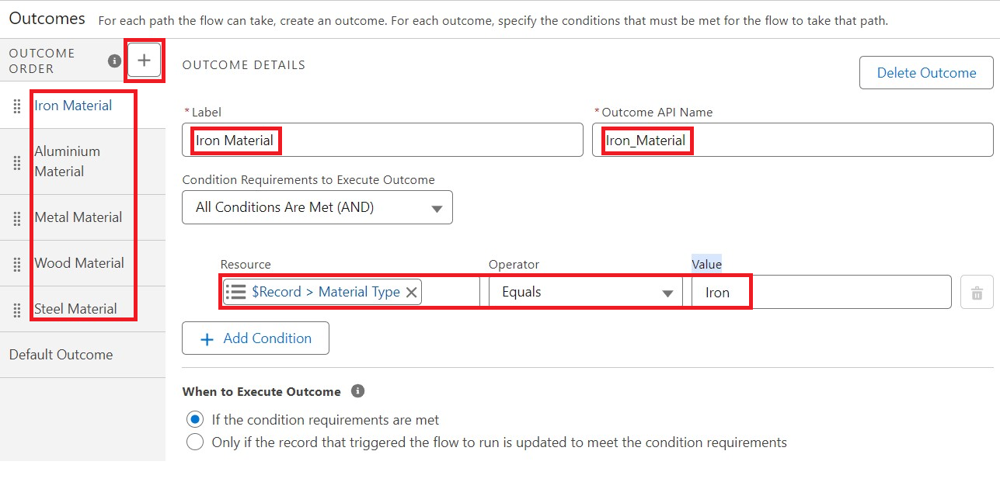 Outcomes For each path the flow can take, create an outcome. For each outcome, specify the conditions that must be met for the flow to take that path.
OUTCOME
ORDER
OUTCOME DETAILS
Delete Outcome
Iron Material
Aluminium
Material
Metal Material
Wood Material
Steel Material
Default Outcome
* Label
Iron Material
* Outcome API Name
Iron_Material
Condition Requirements to Execute Outcome
All Conditions Are Met (AND)
Resource
$Record > Material Type
Operator
Equals
Value
Iron
+ Add Condition
When to Execute Outcome
If the condition requirements are met
Only if the record that triggered the flow to run is updated to meet the condition requirements